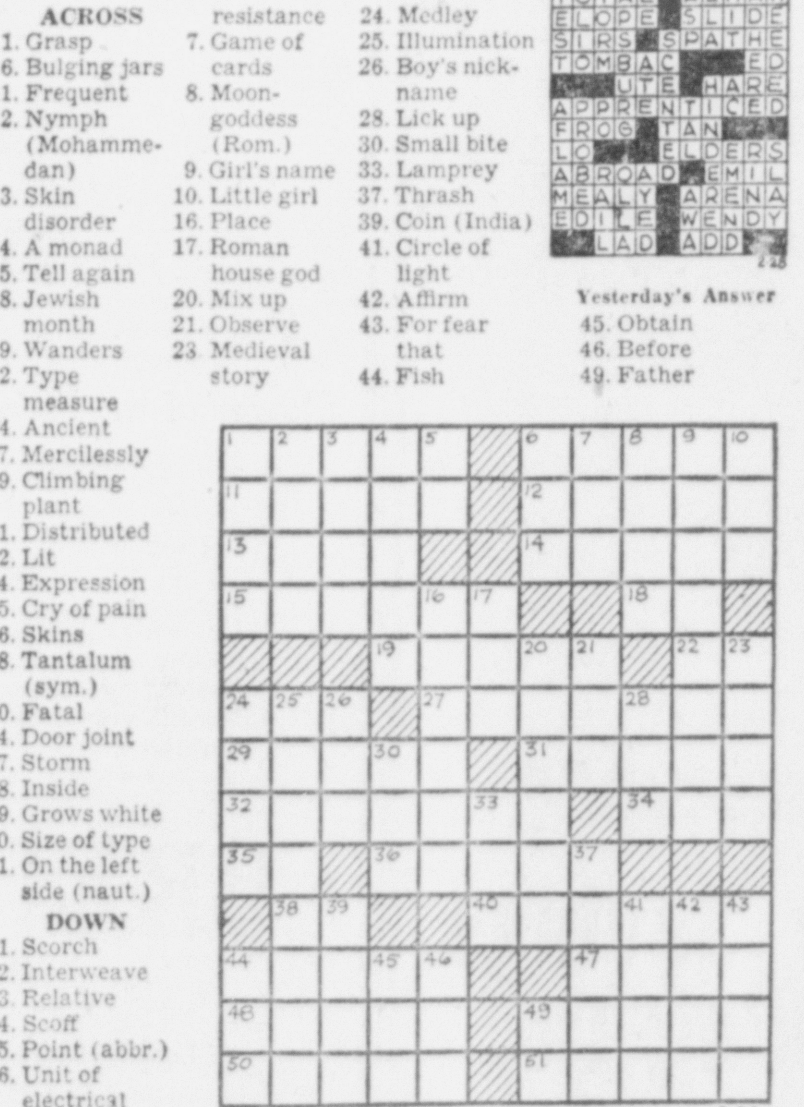 ACROSS
1. Grasp
6. Bulging jars
1. Frequent
2. Nymph
(Mohamme-
dan)
3. Skin
disorder
4. A monad
5. Tell again
8. Jewish
month
9. Wanders
2. Type
measure
4. Ancient
7. Mercilessly
9. Climbing
plant
1. Distributed
2. Lit
4. Expression
5. Cry of pain
6. Skins
8. Tantalum
(sym.)
0. Fatal
4. Door joint
7. Storm
8. Inside
9. Grows white
0. Size of type
1. On the left
side (naut.)
DOWN
1. Scorch
2. Interweave
3. Relative
4. Scoff
5. Point (abbr.)
6. Unit of
electrical
resistance
7. Game of
cards
8. Moon-
goddess
(Rom.)
9. Girl's name
10. Little girl
16. Place
17. Roman
house god
20. Mix up
21. Observe
23. Medieval
story
24. Medley
25. Illumination
26. Boy's nick-
name
28. Lick up
30. Small bite
33. Lamprey
37. Thrash
39. Coin (India)
41. Circle of
light
42. Affirm
43. For fear
that
44. Fish
ELOPE SLIDE
SIRS SPATHE
TOMBAC ED
UTE HARE
APPRENTICED
FROG TAN
LO ELDERS
ABROAD EMIL
MEALY ARENA
EDILE WENDY
LAD ADD
2-28
Yesterday's Answer
45. Obtain
46. Before
49. Father
1 2 3 4 5 6 7 8 9 10
11 12
13 14
15 16 17 18
19 20 21 22 23
24 25 26 27 28
29 30 31
32 33 34
35 36 37
38 39 40 41 42 43
44 45 46 47
48 49
50 51